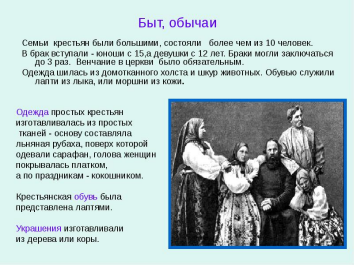 Быт, обычаи
Семьи крестьян были большими, состояли более чем из 10 человек.
В брак вступали - юноши с 15,а девушки с 12 лет. Браки могли заключаться
до 3 раз. Венчание в церкви было обязательным.
Одежда шилась из домотканного холста и шкур животных. Обувью служили
лапти из лыка, или моршни из кожи.
Одежда простых крестьян
изготавливалась из простых
тканей - основу составляла
льняная рубаха, поверх которой
одевали сарафан, голова женщин
покрывалась платком,
а по праздникам - кокошником.
Крестьянская обувь была
представлена лаптями.
Украшения изготавливали
из дерева или коры.